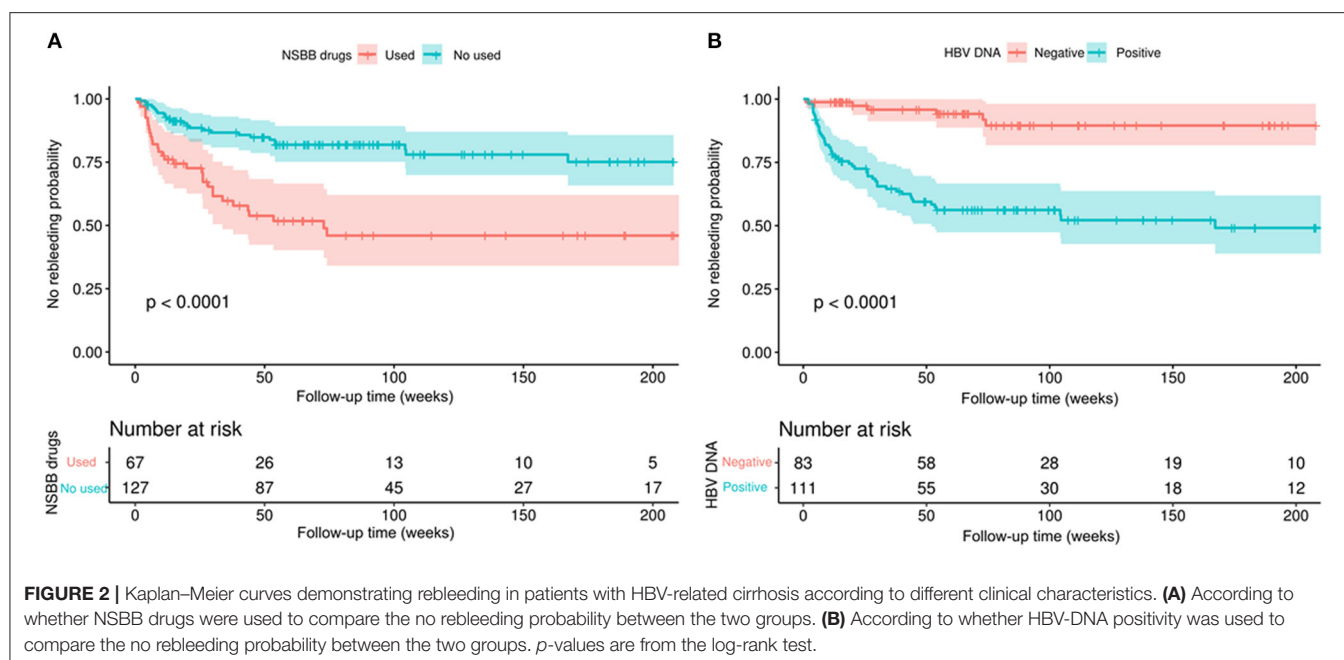 A
NSBB drugs Used No used
No rebleeding probability
1.00
0.75
0.50
0.25
0.00
p < 0.0001
0 50 100 150 200
Follow-up time (weeks)
Number at risk
NSBB drugs
Used 67 26 13 10 5
No used 127 87 45 27 17
0 50 100 150 200
Follow-up time (weeks)
B
HBV DNA Negative Positive
No rebleeding probability
1.00
0.75
0.50
0.25
0.00
p < 0.0001
0 50 100 150 200
Follow-up time (weeks)
Number at risk
HBV DNA
Negative 83 58 28 19 10
Positive 111 55 30 18 12
0 50 100 150 200
Follow-up time (weeks)
FIGURE 2 | Kaplan–Meier curves demonstrating rebleeding in patients with HBV-related cirrhosis according to different clinical characteristics. (A) According to
whether NSBB drugs were used to compare the no rebleeding probability between the two groups. (B) According to whether HBV-DNA positivity was used to
compare the no rebleeding probability between the two groups. p-values are from the log-rank test.